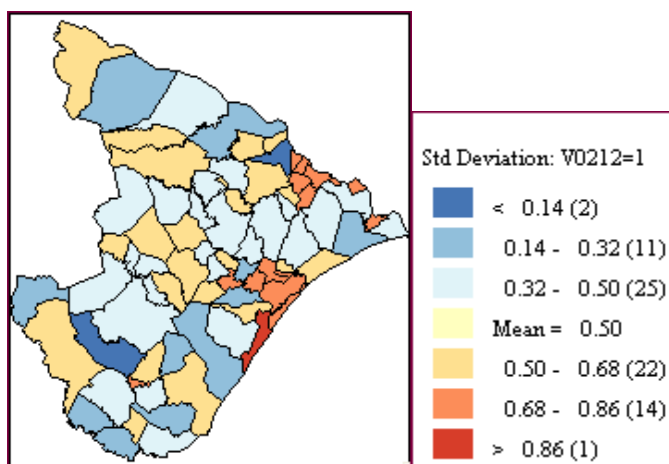 Std Deviation: V0212=1
< 0.14 (2)
0.14 - 0.32 (11)
0.32 - 0.50 (25)
Mean = 0.50
0.50 - 0.68 (22)
0.68 - 0.86 (14)
> 0.86 (1)